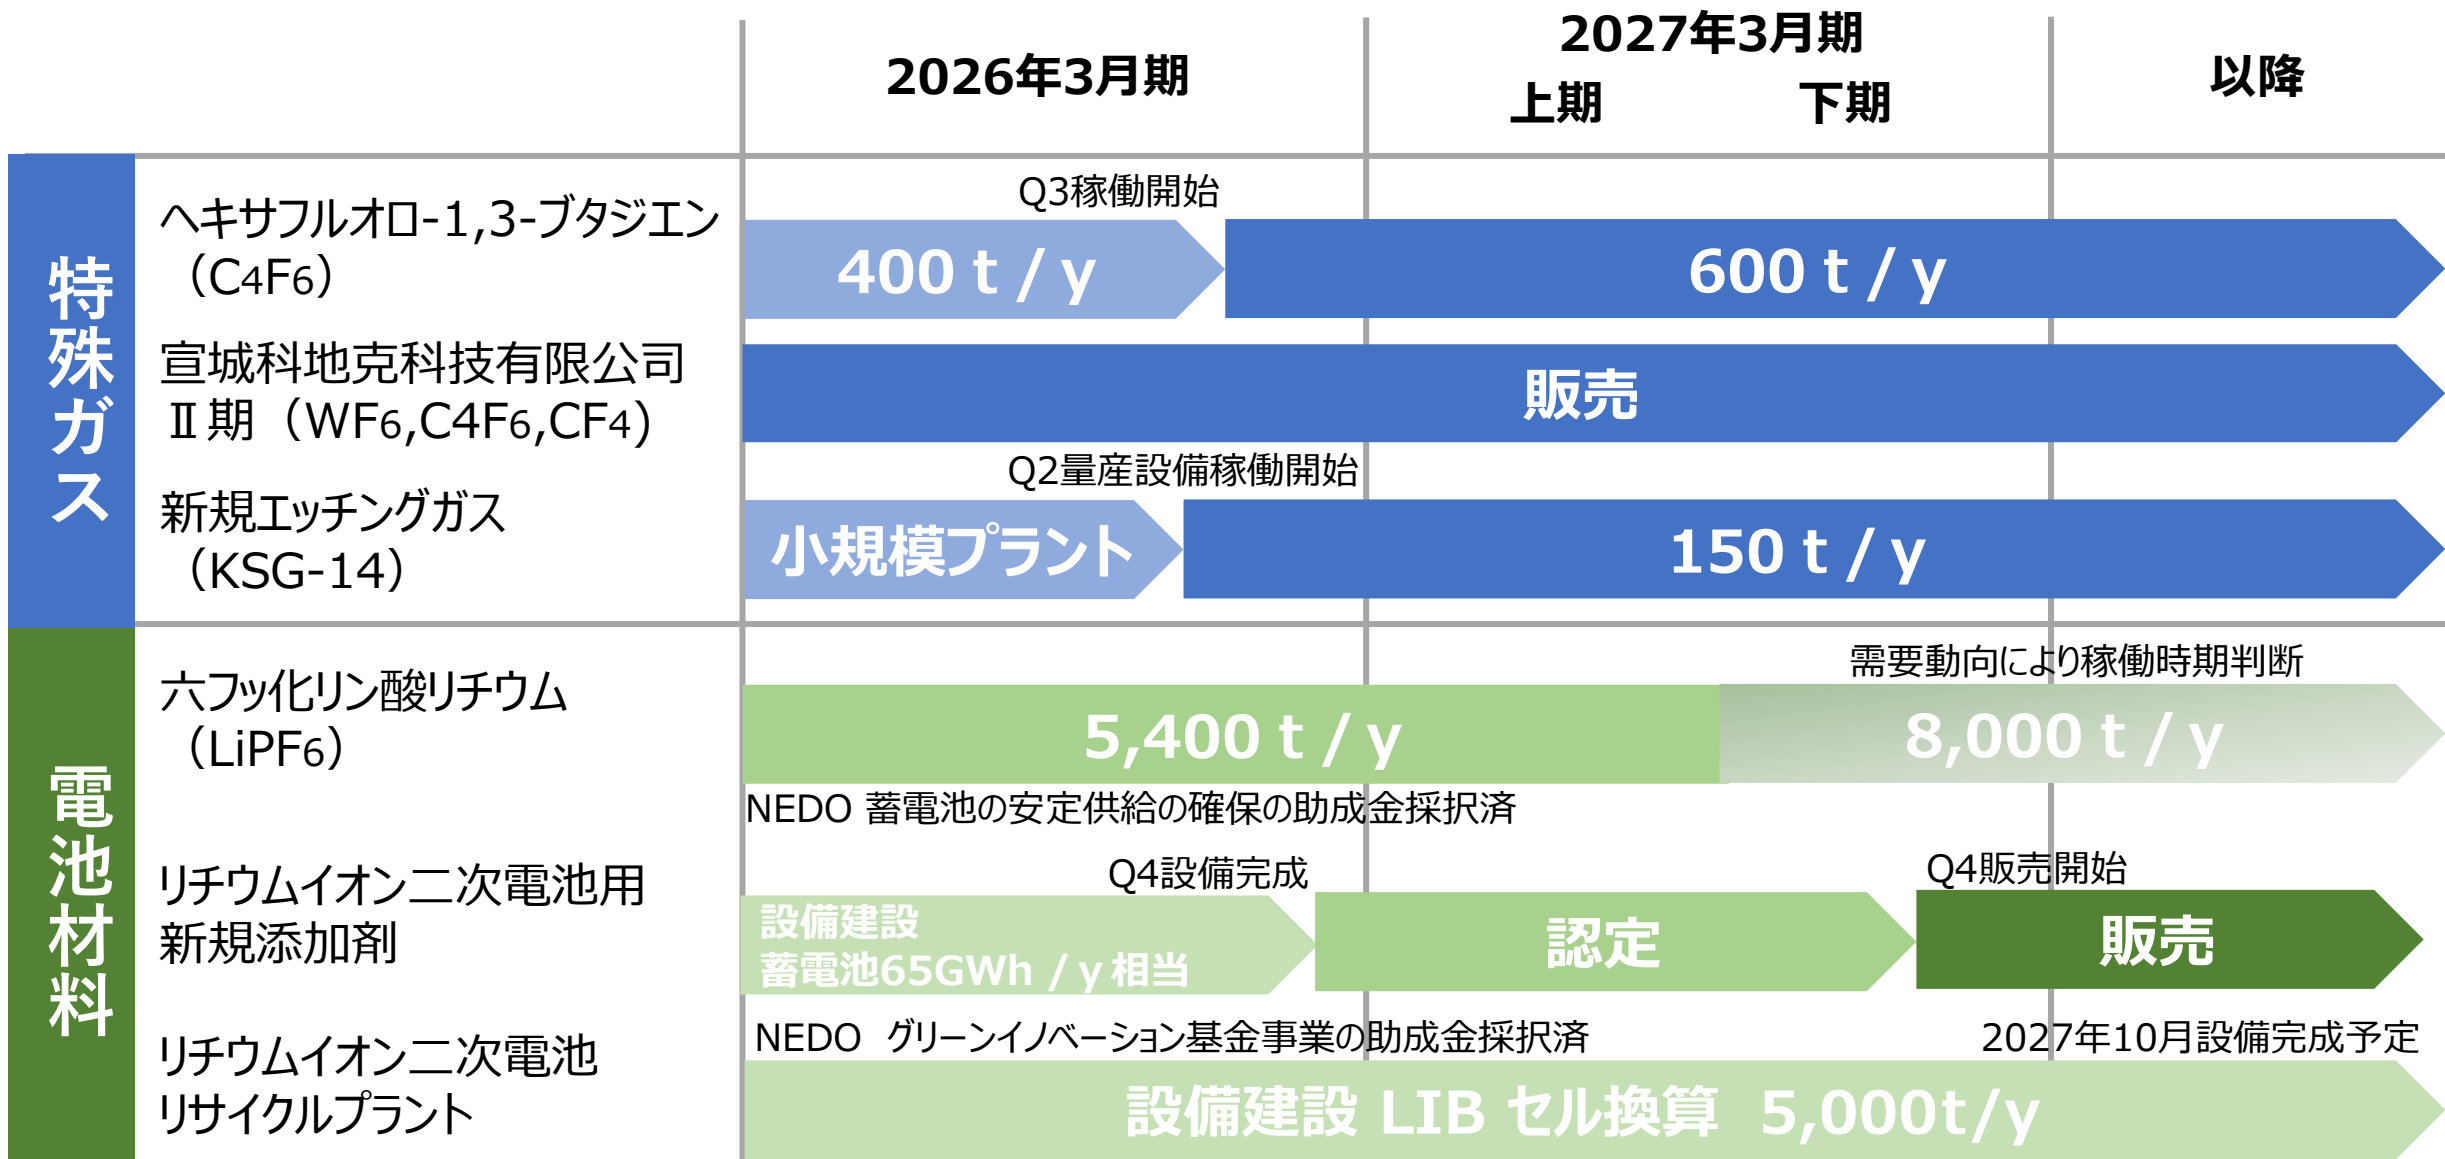 2026年3月期
2027年3月期
上期
下期
以降
特殊ガス
ヘキサフルオロ-1,3-ブタジエン
（C4F6）
Q3稼働開始
400 t / y
600 t / y
宣城科地克科技有限公司
Ⅱ期（WF6,C4F6,CF4)
販売
新規エッチングガス
（KSG-14）
Q2量産設備稼働開始
小規模プラント
150 t / y
電池材料
六フッ化リン酸リチウム
（LiPF6）
需要動向により稼働時期判断
5,400 t / y
8,000 t / y
NEDO 蓄電池の安定供給の確保の助成金採択済
リチウムイオン二次電池用
新規添加剤
Q4設備完成
Q4販売開始
設備建設
蓄電池65GWh / y 相当
認定
販売
リチウムイオン二次電池
リサイクルプラント
NEDO グリーンイノベーション基金事業の助成金採択済
2027年10月設備完成予定
設備建設 LIB セル換算 5,000t/y